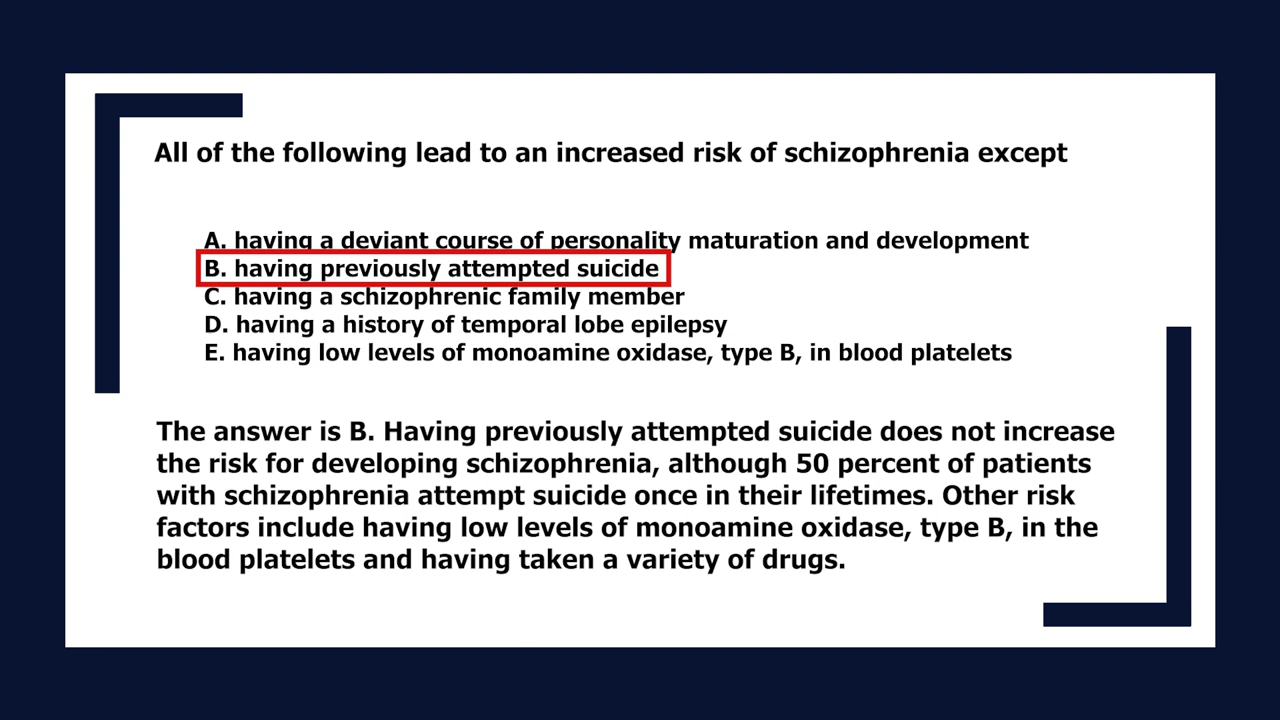 All of the following lead to an increased risk of schizophrenia except
A. having a deviant course of personality maturation and development
B. having previously attempted suicide
C. having a schizophrenic family member
D. having a history of temporal lobe epilepsy
E. having low levels of monoamine oxidase, type B, in blood platelets
The answer is B. Having previously attempted suicide does not increase
the risk for developing schizophrenia, although 50 percent of patients
with schizophrenia attempt suicide once in their lifetimes. Other risk
factors include having low levels of monoamine oxidase, type B, in the
blood platelets and having taken a variety of drugs.